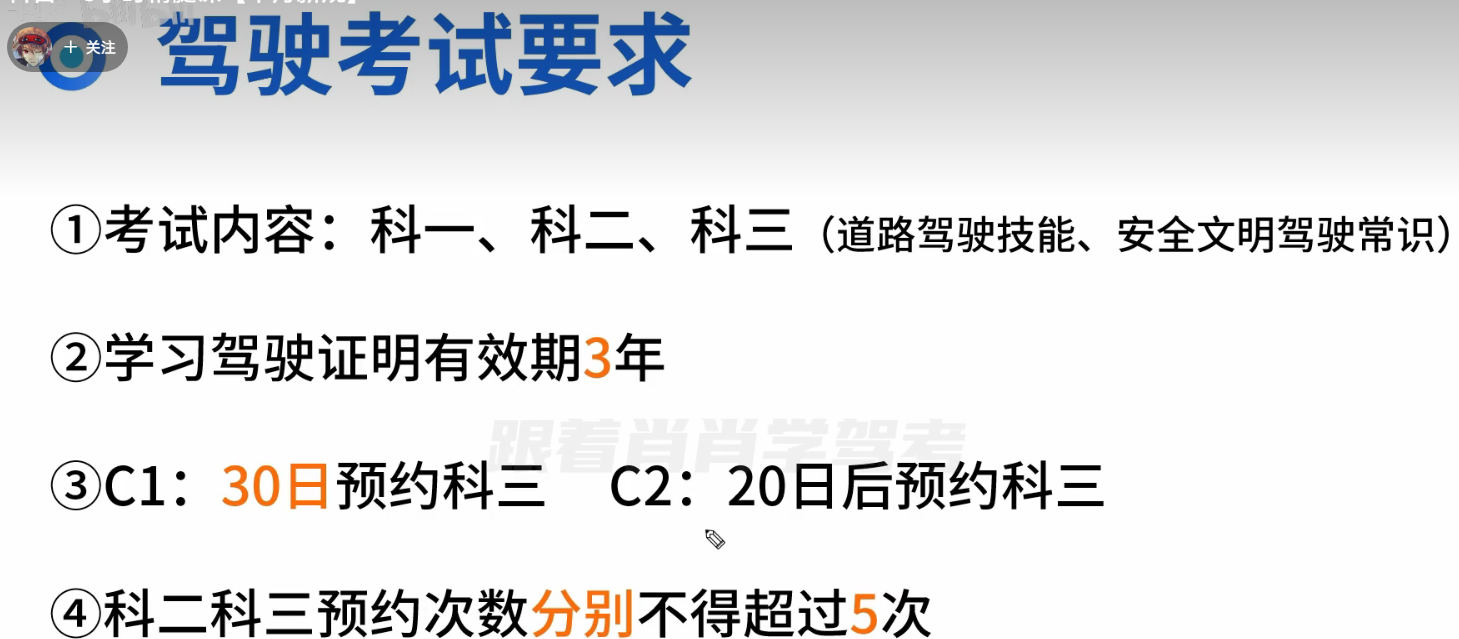 + 关注
驾驶考试要求
①考试内容：科一、科二、科三（道路驾驶技能、安全文明驾驶常识）
②学习驾驶证明有效期3年
跟着肖肖学驾考
③C1：30日预约科三 C2：20日后预约科三
④科二科三预约次数分别不得超过5次